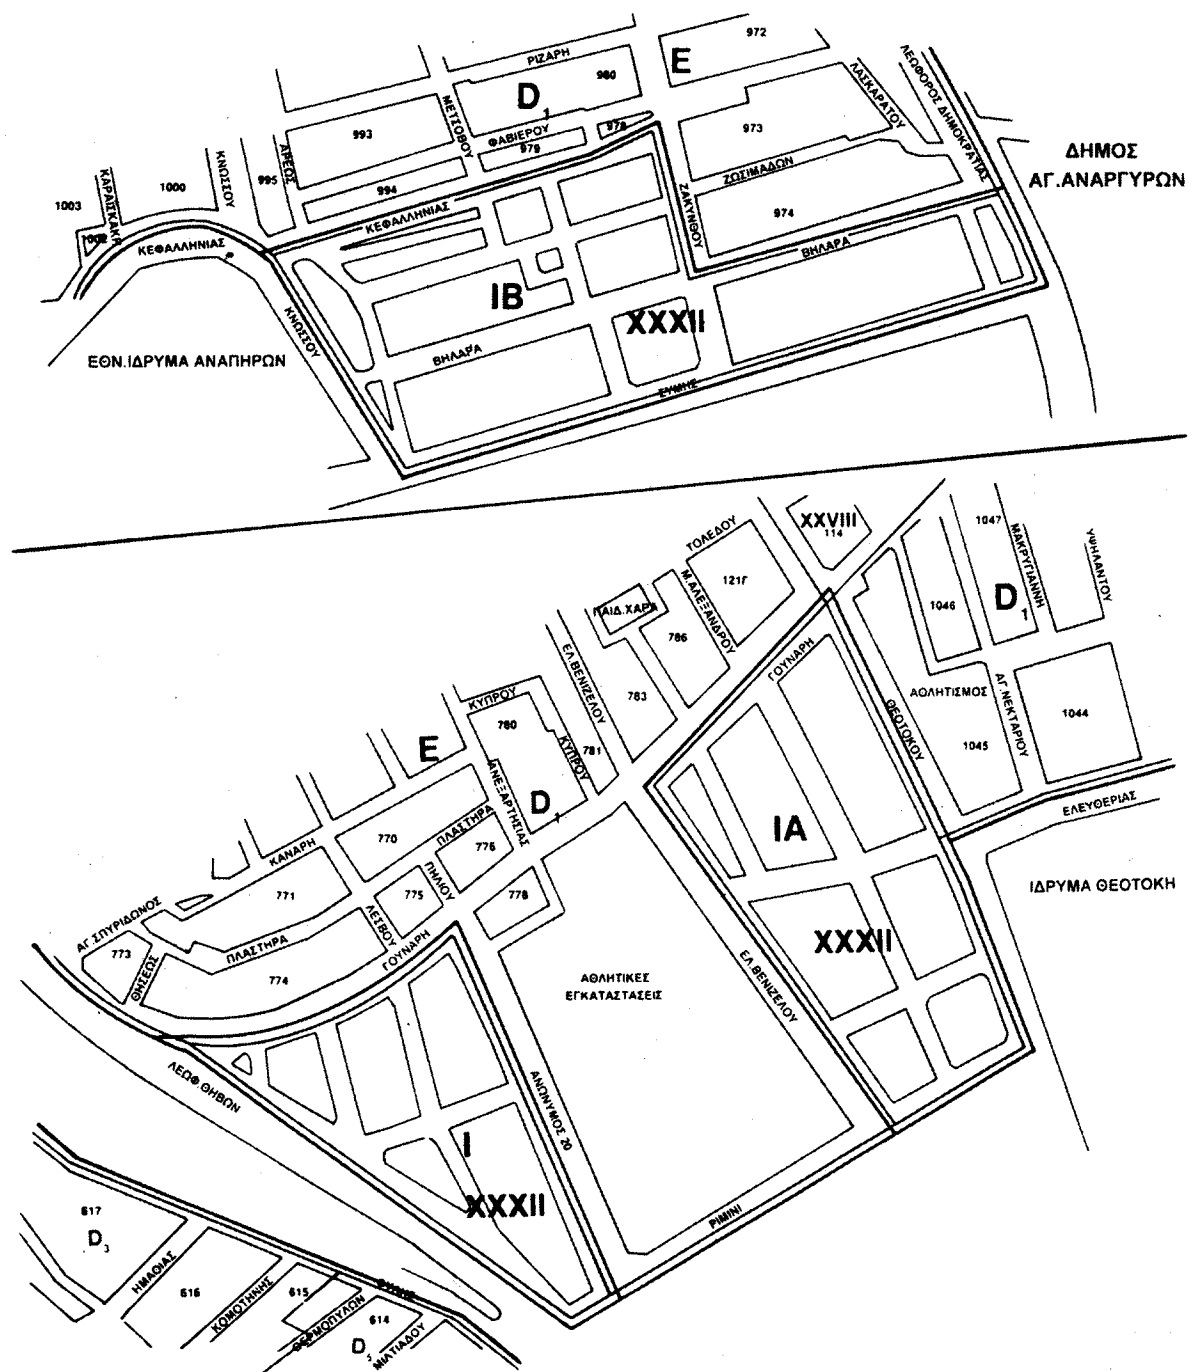 972
Ε
ΡΙΖΑΡΗ
980
D1
ΛΑΣΚΑΡΑΤΟΥ
ΛΕΩΦΟΡΟΣ ΔΗΜΟΚΡΑΤΙΑΣ
ΜΕΤΣΟΒΟΥ
993
ΦΑΒΙΕΡΟΥ
979
978
973
ΔΗΜΟΣ
ΑΓ.ΑΝΑΡΓΥΡΩΝ
ΑΡΕΩΣ
ΚΝΩΣΣΟΥ
995
1000
1003
ΚΑΡΑΙΣΚΑΚΗ
1002
994
ΖΩΣΙΜΑΔΩΝ
974
ΖΑΚΥΝΘΟΥ
ΚΕΦΑΛΛΗΝΙΑΣ
ΚΕΦΑΛΛΗΝΙΑΣ
ΒΗΛΑΡΑ
ΙΒ
XXXII
ΚΝΩΣΣΟΥ
ΒΗΛΑΡΑ
ΕΘΝ.ΙΔΡΥΜΑ ΑΝΑΠΗΡΩΝ
ΣΥΜΗΣ
XXVIII
114
ΤΟΛΕΔΟΥ
1047
ΜΑΚΡΥΓΙΑΝΝΗ
ΥΨΗΛΑΝΤΟΥ
121Γ
Μ.ΑΛΕΞΑΝΔΡΟΥ
ΠΑΙΔ.ΧΑΡΑ
786
1046
D1
ΕΛ.ΒΕΝΙΖΕΛΟΥ
ΓΟΥΝΑΡΗ
783
ΑΘΛΗΤΙΣΜΟΣ
ΑΓ.ΝΕΚΤΑΡΙΟΥ
1044
ΘΕΟΤΟΚΟΥ
1045
ΚΥΠΡΟΥ
780
ΚΥΠΡΟΥ
781
Ε
ΑΝΕΞΑΡΤΗΣΙΑΣ
D1
ΕΛΕΥΘΕΡΙΑΣ
ΙΑ
770
ΠΛΑΣΤΗΡΑ
776
ΚΑΝΑΡΗ
771
775
ΠΗΛΙΟΥ
778
ΙΔΡΥΜΑ ΘΕΟΤΟΚΗ
ΑΓ.ΣΠΥΡΙΔΩΝΟΣ
773
ΘΗΣΕΩΣ
ΠΛΑΣΤΗΡΑ
ΛΕΣΒΟΥ
ΓΟΥΝΑΡΗ
774
XXXII
ΕΛ.ΒΕΝΙΖΕΛΟΥ
ΑΘΛΗΤΙΚΕΣ
ΕΓΚΑΤΑΣΤΑΣΕΙΣ
ΛΕΩΦ.ΘΗΒΩΝ
ΑΝΩΝΥΜΟΣ 20
Ι
XXXII
ΡΙΜΙΝΙ
617
D3
ΗΜΑΘΙΑΣ
616
ΚΟΜΟΤΗΝΗΣ
615
ΘΕΡΜΟΠΥΛΩΝ
614
D5
ΜΙΛΤΙΑΔΟΥ